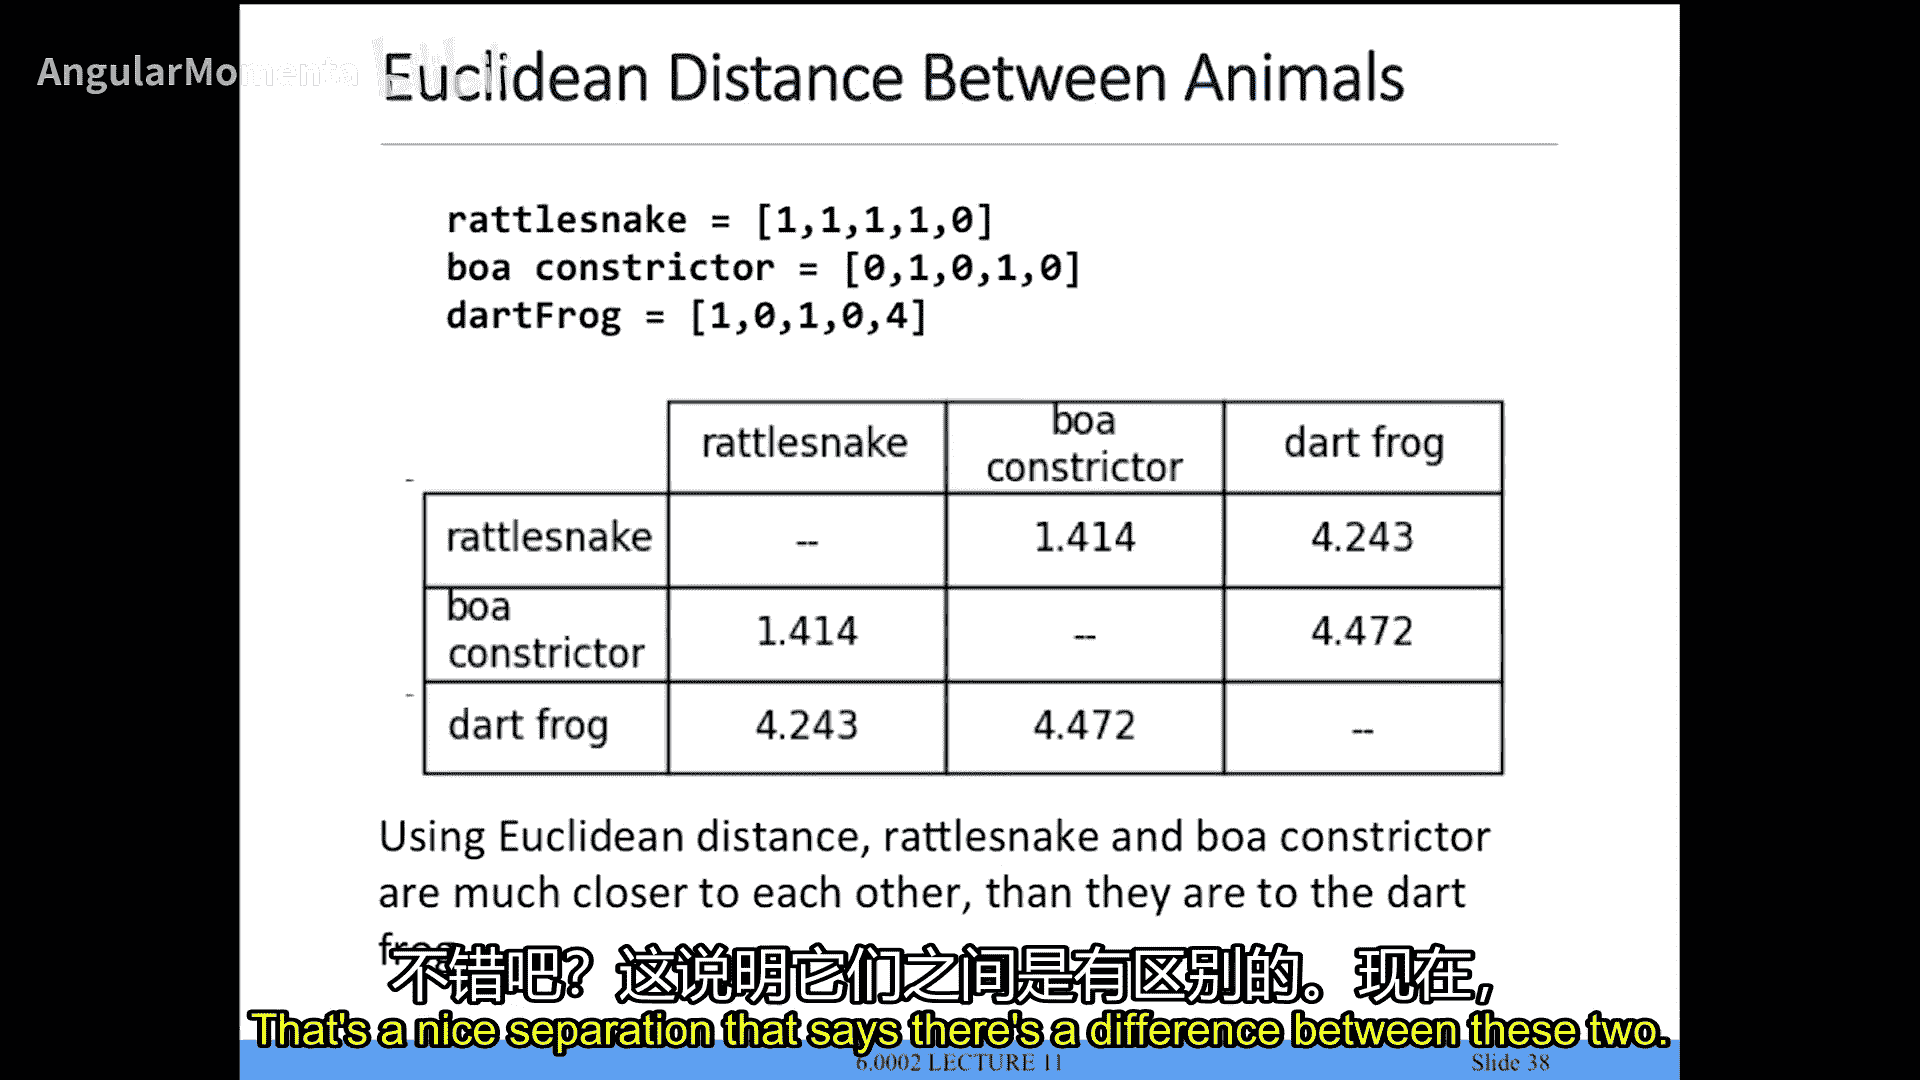 AngularMomenta
Euclidean Distance Between Animals
rattlesnake = [1,1,1,1,0]
boa constrictor = [0,1,0,1,0]
dartFrog = [1,0,1,0,4]
rattlesnake boa constrictor dart frog
rattlesnake -- 1.414 4.243
boa constrictor 1.414 -- 4.472
dart frog 4.243 4.472 --
Using Euclidean distance, rattlesnake and boa constrictor
are much closer to each other, than they are to the dart
frog
不错吧？这说明它们之间是有区别的。现在，
That's a nice separation that says there's a difference between these two.
6.0002 LECTURE 11 Slide 38